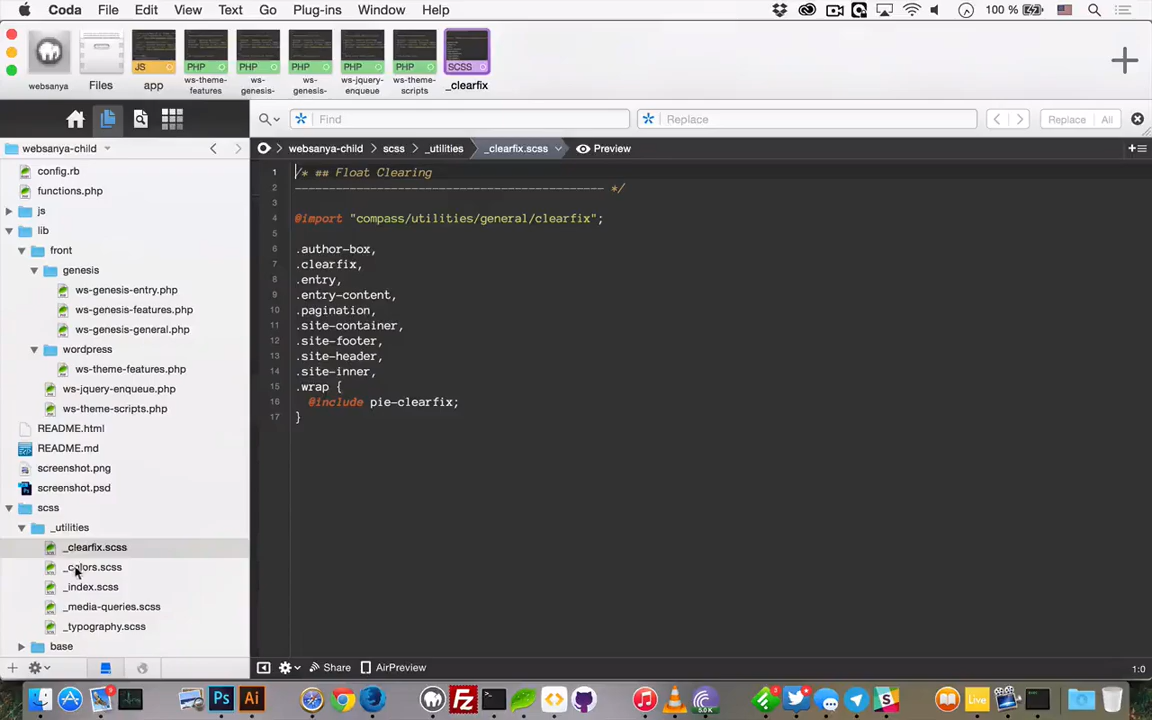 Coda File Edit View Text Go Plug-ins Window Help 100 %
websanya Files JS app PHP ws-theme-features PHP ws-genesis- PHP ws-genesis- PHP ws-jquery-enqueue PHP ws-theme-scripts SCSS _clearfix
Find Replace Replace All
websanya-child websanya-child scss _utilities _clearfix.scss Preview
config.rb
functions.php
js
lib
front
genesis
ws-genesis-entry.php
ws-genesis-features.php
ws-genesis-general.php
wordpress
ws-theme-features.php
ws-jquery-enqueue.php
ws-theme-scripts.php
README.html
README.md
screenshot.png
screenshot.psd
scss
_utilities
_clearfix.scss
_colors.scss
_index.scss
_media-queries.scss
_typography.scss
base
1 /* ## Float Clearing
2 --------------------------------------------- */
3
4 @import "compass/utilities/general/clearfix";
5
6 .author-box,
7 .clearfix,
8 .entry,
9 .entry-content,
10 .pagination,
11 .site-container,
12 .site-footer,
13 .site-header,
14 .site-inner,
15 .wrap {
16 @include pie-clearfix;
17 }
Share AirPreview 1:0
Ps Ai Fz Live